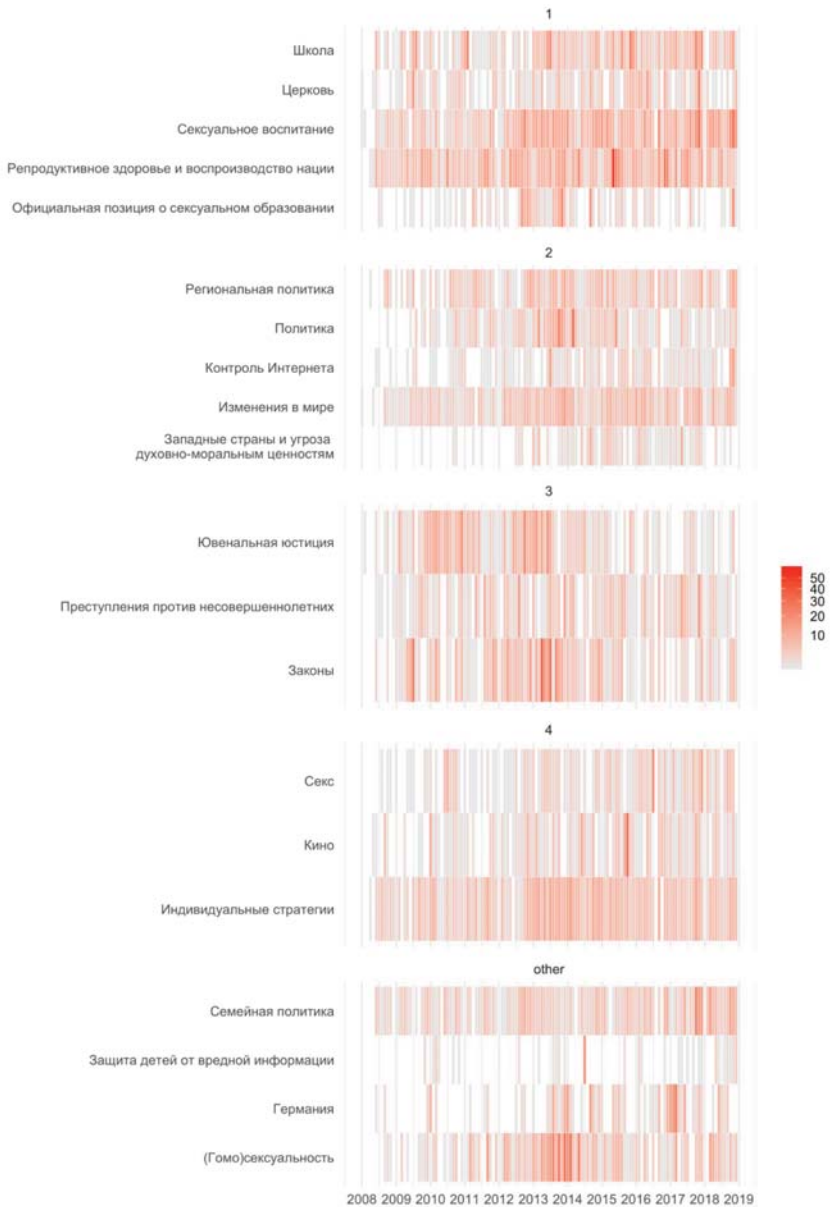 1
Школа
Церковь
Сексуальное воспитание
Репродуктивное здоровье и воспроизводство нации
Официальная позиция о сексуальном образовании
2
Региональная политика
Политика
Контроль Интернета
Изменения в мире
Западные страны и угроза
духовно-моральным ценностям
3
Ювенальная юстиция
Преступления против несовершеннолетних
Законы
50
40
30
20
10
4
Секс
Кино
Индивидуальные стратегии
other
Семейная политика
Защита детей от вредной информации
Германия
(Гомо)сексуальность
2008 2009 2010 2011 2012 2013 2014 2015 2016 2017 2018 2019